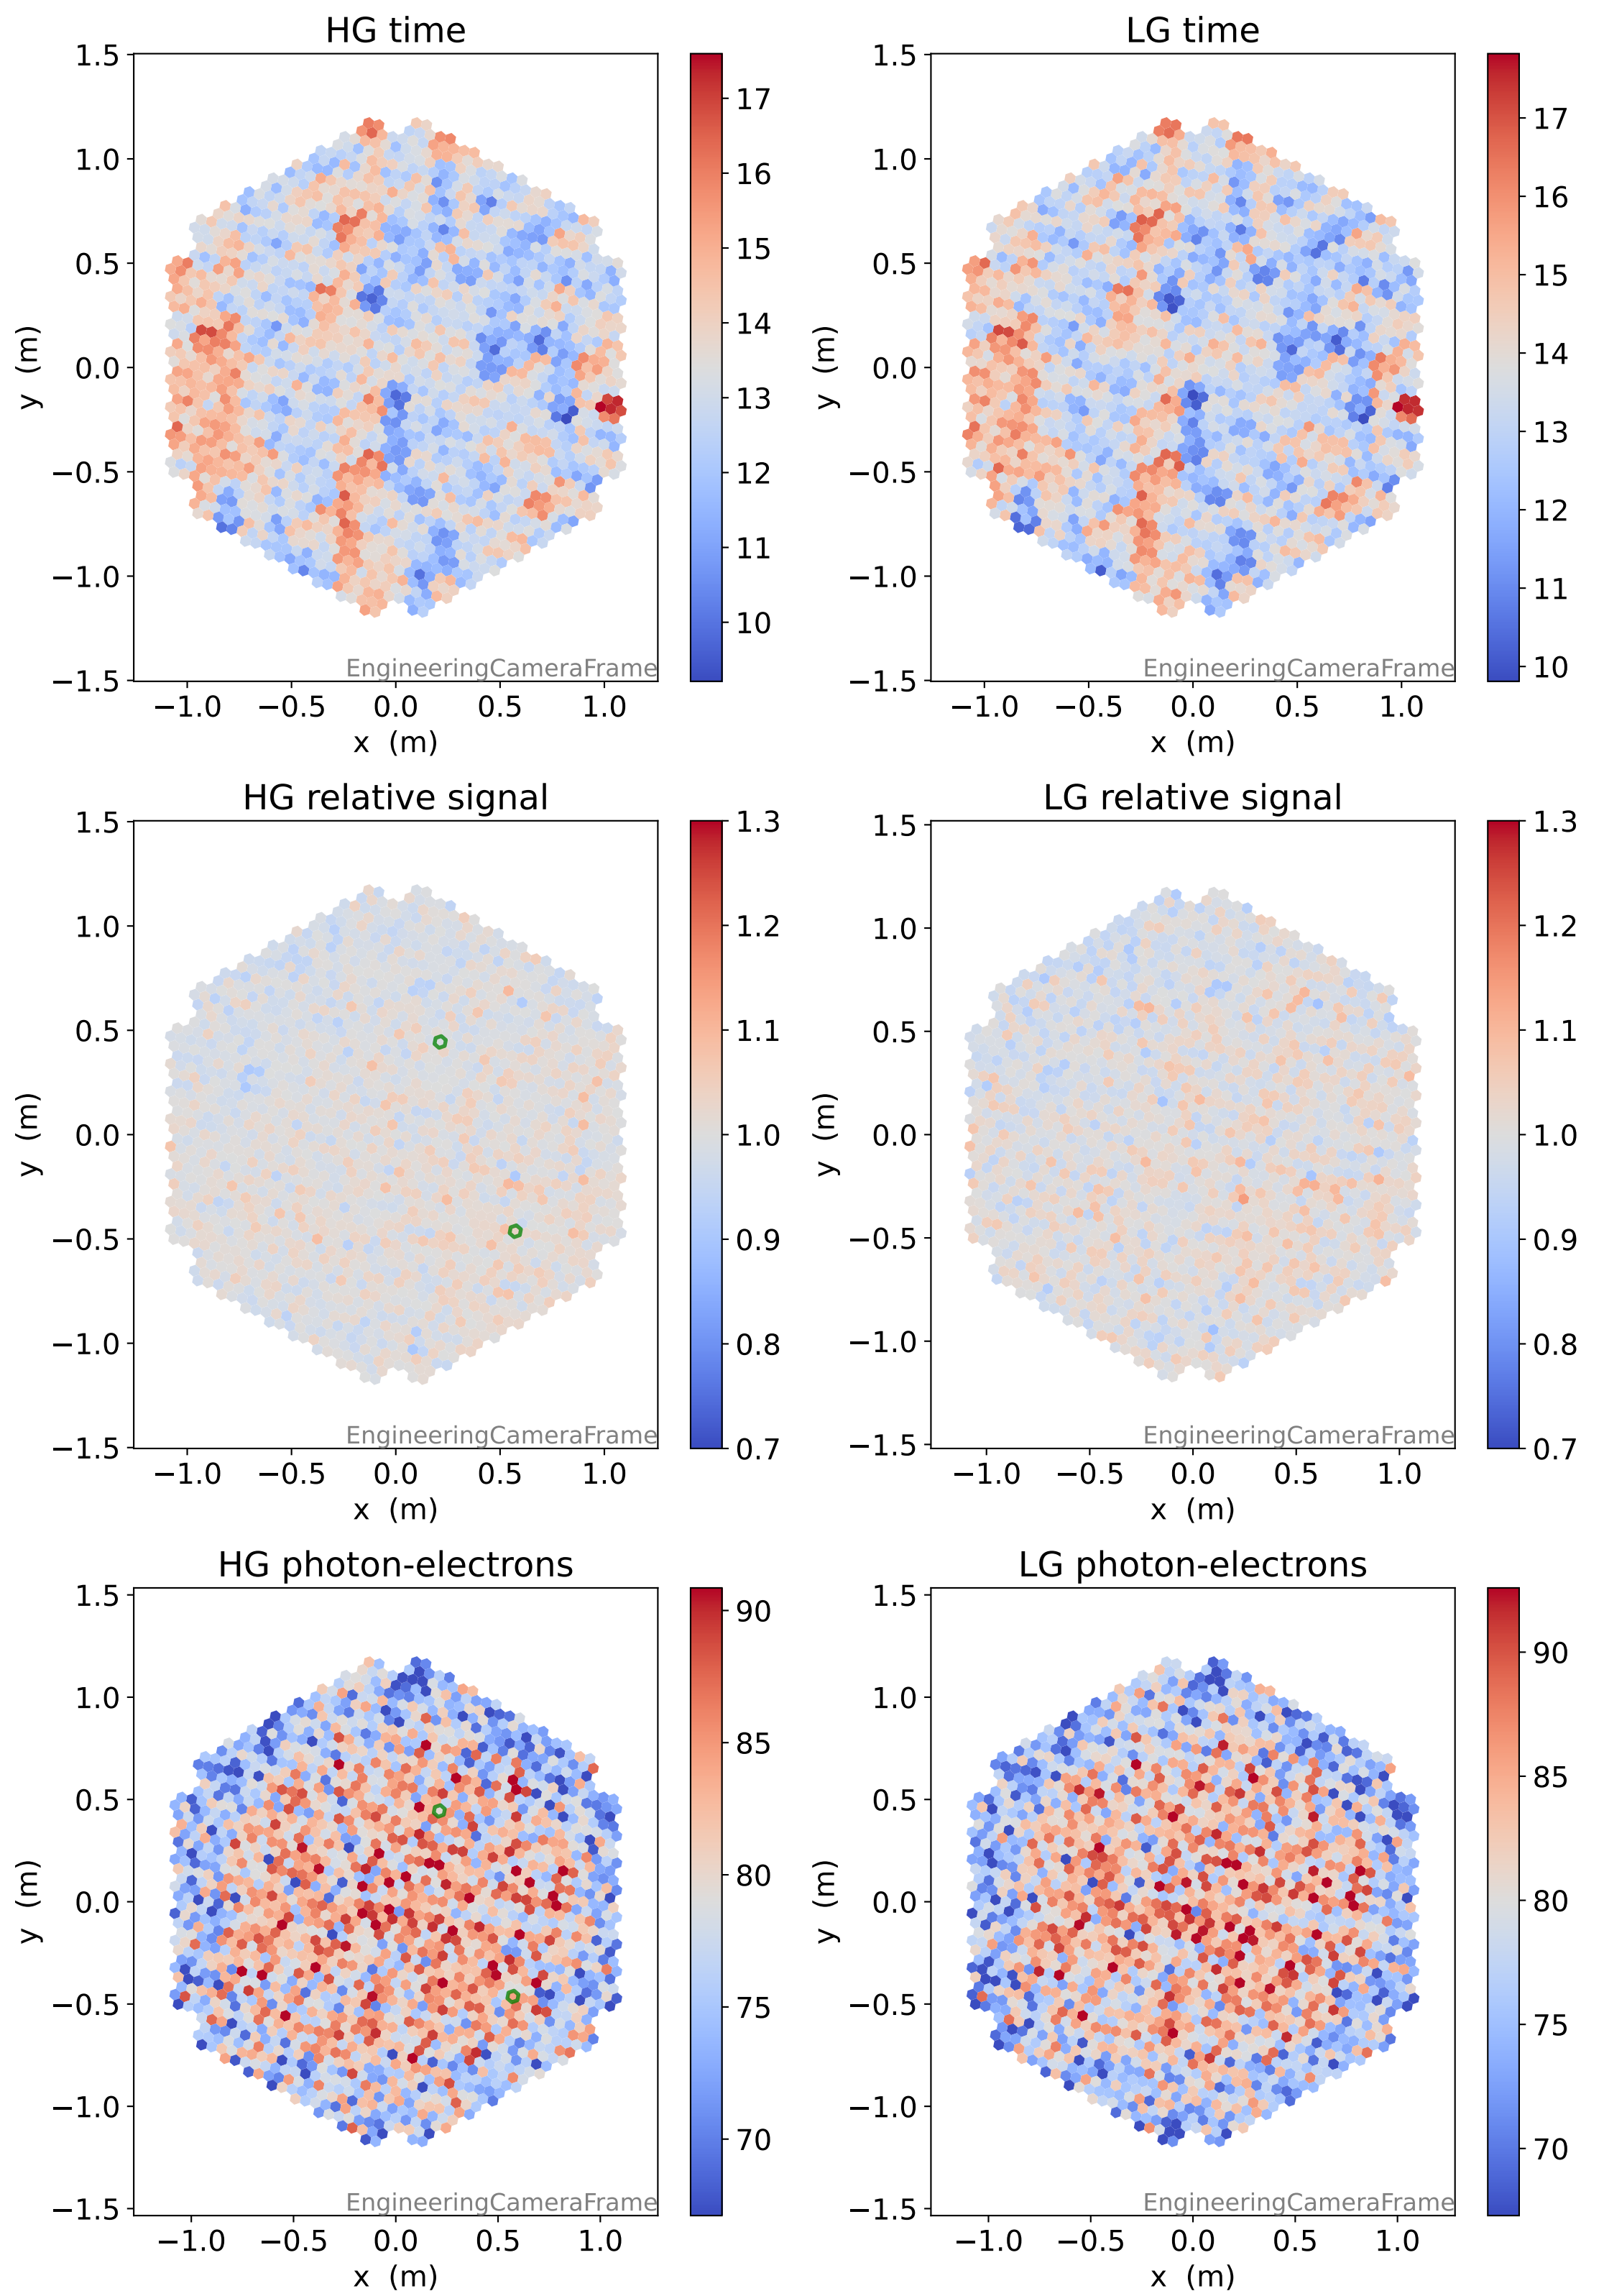 HG time
1.5
1.0
0.5
0.0
−0.5
−1.0
−1.5
y (m)
−1.0 −0.5 0.0 0.5 1.0
x (m)
EngineeringCameraFrame
17
16
15
14
13
12
11
10
LG time
1.5
1.0
0.5
0.0
−0.5
−1.0
−1.5
y (m)
−1.0 −0.5 0.0 0.5 1.0
x (m)
EngineeringCameraFrame
17
16
15
14
13
12
11
10
HG relative signal
1.5
1.0
0.5
0.0
−0.5
−1.0
−1.5
y (m)
−1.0 −0.5 0.0 0.5 1.0
x (m)
EngineeringCameraFrame
1.3
1.2
1.1
1.0
0.9
0.8
0.7
LG relative signal
1.5
1.0
0.5
0.0
−0.5
−1.0
−1.5
y (m)
−1.0 −0.5 0.0 0.5 1.0
x (m)
EngineeringCameraFrame
1.3
1.2
1.1
1.0
0.9
0.8
0.7
HG photon-electrons
1.5
1.0
0.5
0.0
−0.5
−1.0
−1.5
y (m)
−1.0 −0.5 0.0 0.5 1.0
x (m)
EngineeringCameraFrame
90
85
80
75
70
LG photon-electrons
1.5
1.0
0.5
0.0
−0.5
−1.0
−1.5
y (m)
−1.0 −0.5 0.0 0.5 1.0
x (m)
EngineeringCameraFrame
90
85
80
75
70